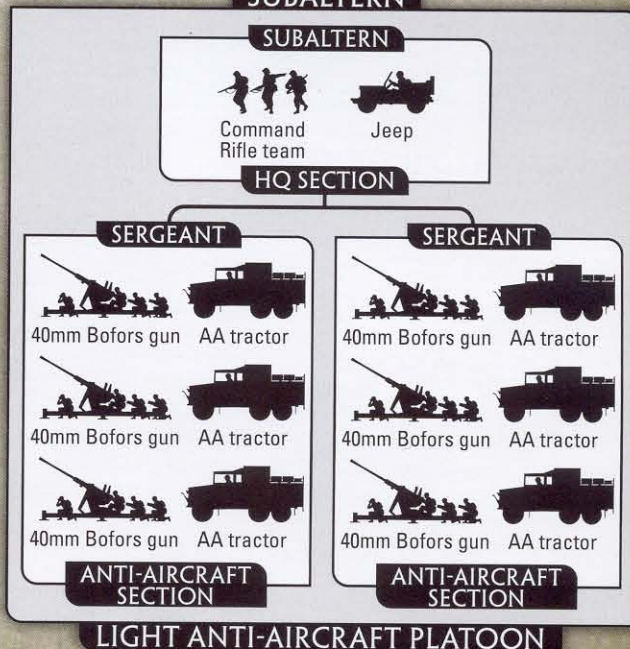 SUBALTERN
SUBALTERN
Command
Rifle team
Jeep
HQ SECTION
SERGEANT
40mm Bofors gun AA tractor
40mm Bofors gun AA tractor
40mm Bofors gun AA tractor
ANTI-AIRCRAFT
SECTION
SERGEANT
40mm Bofors gun AA tractor
40mm Bofors gun AA tractor
40mm Bofors gun AA tractor
ANTI-AIRCRAFT
SECTION
LIGHT ANTI-AIRCRAFT PLATOON